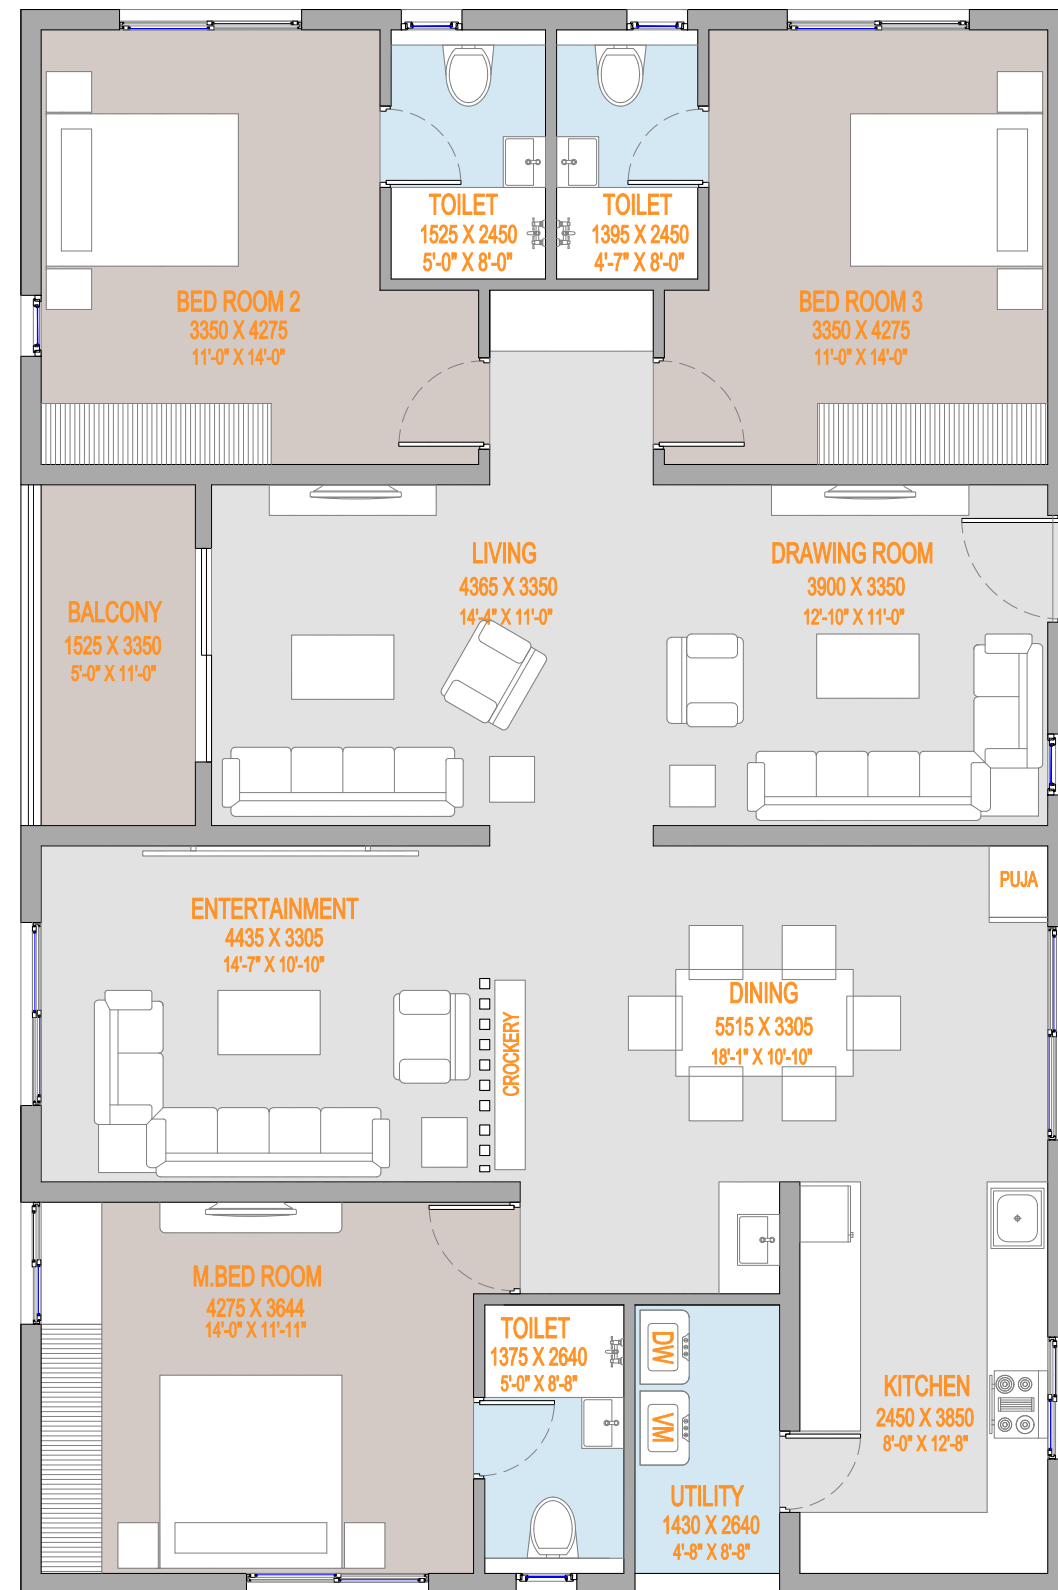 TOILET
1525 X 2450
5'-0" X 8'-0"
TOILET
1395 X 2450
4'-7" X 8'-0"
BED ROOM 2
3350 X 4275
11'-0" X 14'-0"
BED ROOM 3
3350 X 4275
11'-0" X 14'-0"
LIVING
4365 X 3350
14'-4" X 11'-0"
DRAWING ROOM
3900 X 3350
12'-10" X 11'-0"
BALCONY
1525 X 3350
5'-0" X 11'-0"
PUJA
ENTERTAINMENT
4435 X 3305
14'-7" X 10'-10"
CROCKERY
DINING
5515 X 3305
18'-1" X 10'-10"
M.BED ROOM
4275 X 3644
14'-0" X 11'-11"
TOILET
1375 X 2640
5'-0" X 8'-8"
DW
VM
KITCHEN
2450 X 3850
8'-0" X 12'-8"
UTILITY
1430 X 2640
4'-8" X 8'-8"